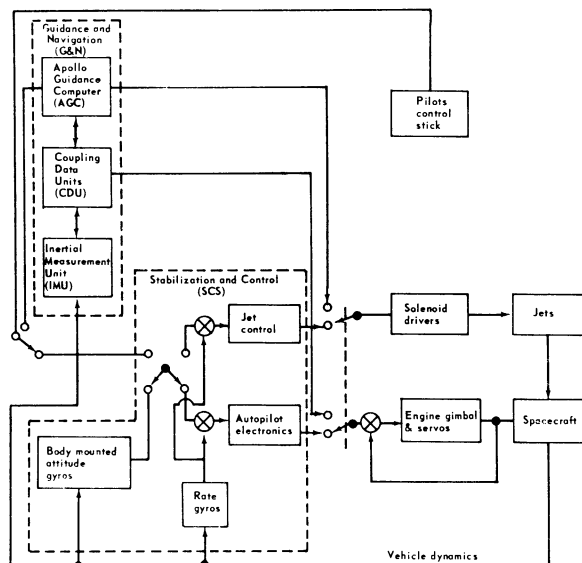 Guidance and
Navigation
(G&N)
Apollo
Guidance
Computer
(AGC)
Pilots
control
stick
Coupling
Data
Units
(CDU)
Inertial
Measurement
Unit
(IMU)
Stabilization and Control
(SCS)
Jet
control
Solenoid
drivers
Jets
Autopilot
electronics
Engine gimbal
& servos
Spacecraft
Body mounted
attitude
gyros
Rate
gyros
Vehicle dynamics